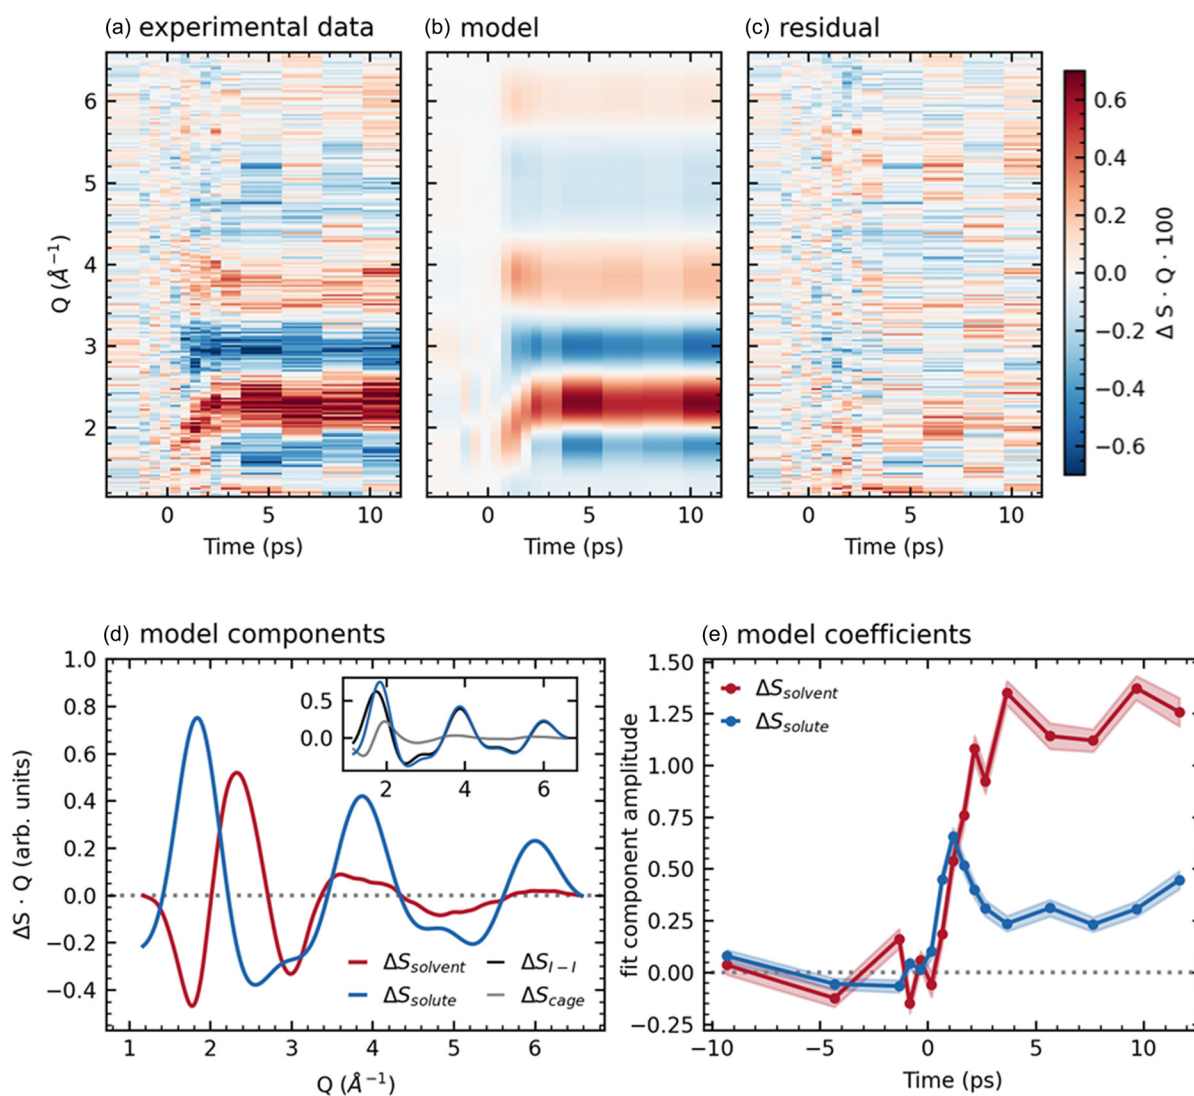 (a) experimental data (b) model (c) residual
6
5
4
3
2
Q (Å⁻¹)
0 5 10
Time (ps)
0 5 10
Time (ps)
0 5 10
Time (ps)
0.6
0.4
0.2
0.0
−0.2
−0.4
−0.6
Δ S · Q · 100
(d) model components
1.0
0.8
0.6
0.4
0.2
0.0
−0.2
−0.4
ΔS · Q (arb. units)
0.5
0.0
2 4 6
ΔS_solvent ΔS_I−I
ΔS_solute ΔS_cage
1 2 3 4 5 6
Q (Å⁻¹)
(e) model coefficients
1.50
1.25
1.00
0.75
0.50
0.25
0.00
−0.25
fit component amplitude
ΔS_solvent
ΔS_solute
−10 −5 0 5 10
Time (ps)